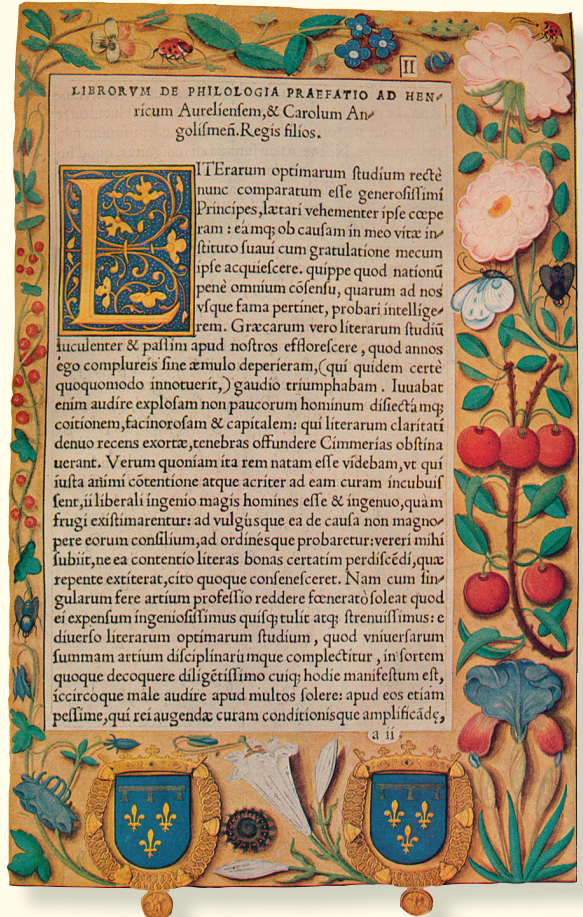 II
LIBRORVM DE PHILOLOGIA PRAEFATIO AD HEN-
ricum Aureliensem, & Carolum An-
golismeñ. Regis filios.
LITErarum optimarum studium rectè
nunc comparatum esse generosissimi
Principes, lætari vehementer ipse cœpe
ram: eamq; ob causam in meo vitæ in-
stituto suaui cum gratulatione mecum
ipse acquiescere. quippe quod nationũ
penè omnium cõsensu, quarum ad nos
vsque fama pertinet, probari intellige-
rem. Græcarum vero literarum studiũ
luculenter & passim apud nostros efflorescere, quod annos
ego complureis sine æmulo deperieram, (qui quidem certè
quoquomodo innotuerit,) gaudio triumphabam. Iuuabat
enim audire explosam non paucorum hominum disiectamq;
coitionem, facinorosam & capitalem: qui literarum claritati
denuo recens exortæ, tenebras offundere Cimmerias obstina
uerant. Verum quoniam ita rem natam esse videbam, vt qui
iusta animi cõtentione atque acriter ad eam curam incubuis
sent, ii liberali ingenio magis homines esse & ingenuo, quàm
frugi existimarentur: ad vulgúsque ea de causa non magno-
pere eorum consilium, ad ordinésque probaretur: vereri mihi
subiit, ne ea contentio literas bonas certatim perdiscẽdi, quæ
repente extiterat, cito quoque consenesceret. Nam cum sin-
gularum fere artium professio reddere fœneratò soleat quod
ei expensum ingeniosissimus quisq; tulit atq; strenuissimus: e
diuerso literarum optimarum studium, quod vniuersarum
summam artium disciplinarúmque complectitur, in sortem
quoque decoquere diligẽtissimo cuiq; hodie manifestum est,
iccircoque male audire apud multos solere: apud eos etiam
pessime, qui rei augendæ curam conditionisque amplificãdę,
a ii